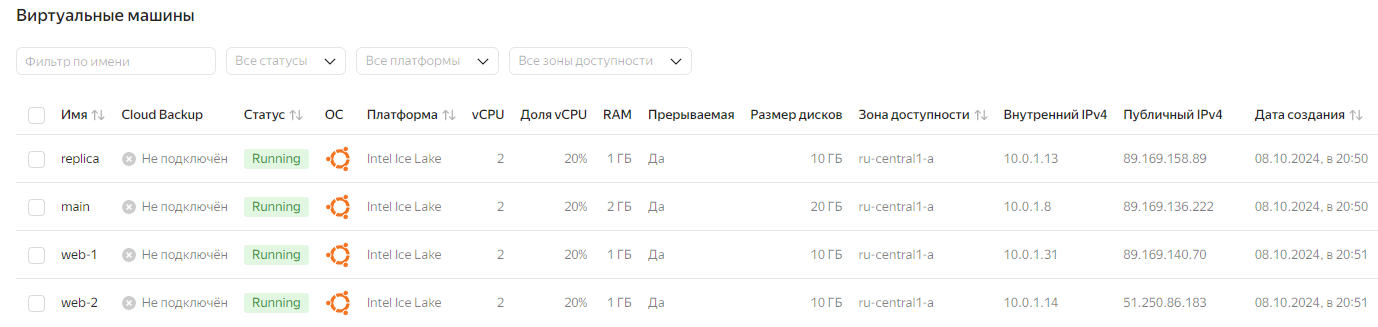 Виртуальные машины
Фильтр по имени Все статусы Все платформы Все зоны доступности
Имя Cloud Backup Статус ОС Платформа vCPU Доля vCPU RAM Прерываемая Размер дисков Зона доступности Внутренний IPv4 Публичный IPv4 Дата создания
replica Не подключён Running Intel Ice Lake 2 20% 1 ГБ Да 10 ГБ ru-central1-a 10.0.1.13 89.169.158.89 08.10.2024, в 20:50
main Не подключён Running Intel Ice Lake 2 20% 2 ГБ Да 20 ГБ ru-central1-a 10.0.1.8 89.169.136.222 08.10.2024, в 20:50
web-1 Не подключён Running Intel Ice Lake 2 20% 1 ГБ Да 10 ГБ ru-central1-a 10.0.1.31 89.169.140.70 08.10.2024, в 20:51
web-2 Не подключён Running Intel Ice Lake 2 20% 1 ГБ Да 10 ГБ ru-central1-a 10.0.1.14 51.250.86.183 08.10.2024, в 20:51